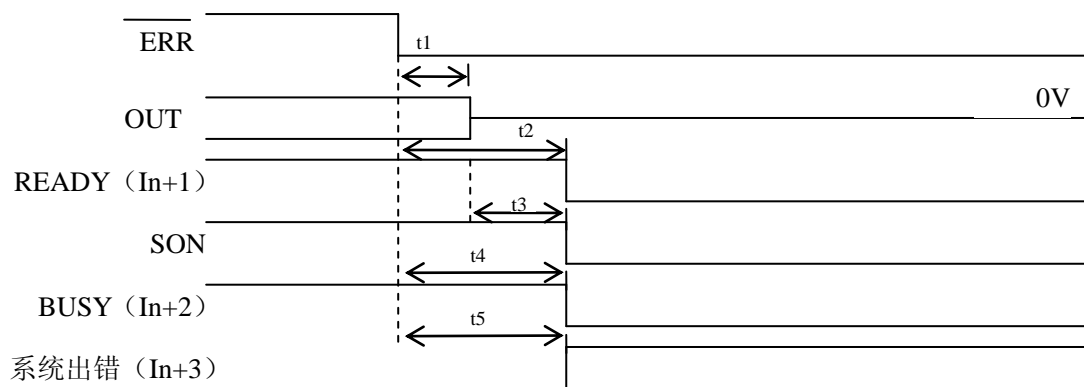 ERR
t1
0V
OUT
t2
READY（In+1）
t3
SON
t4
BUSY（In+2）
t5
系统出错（In+3）